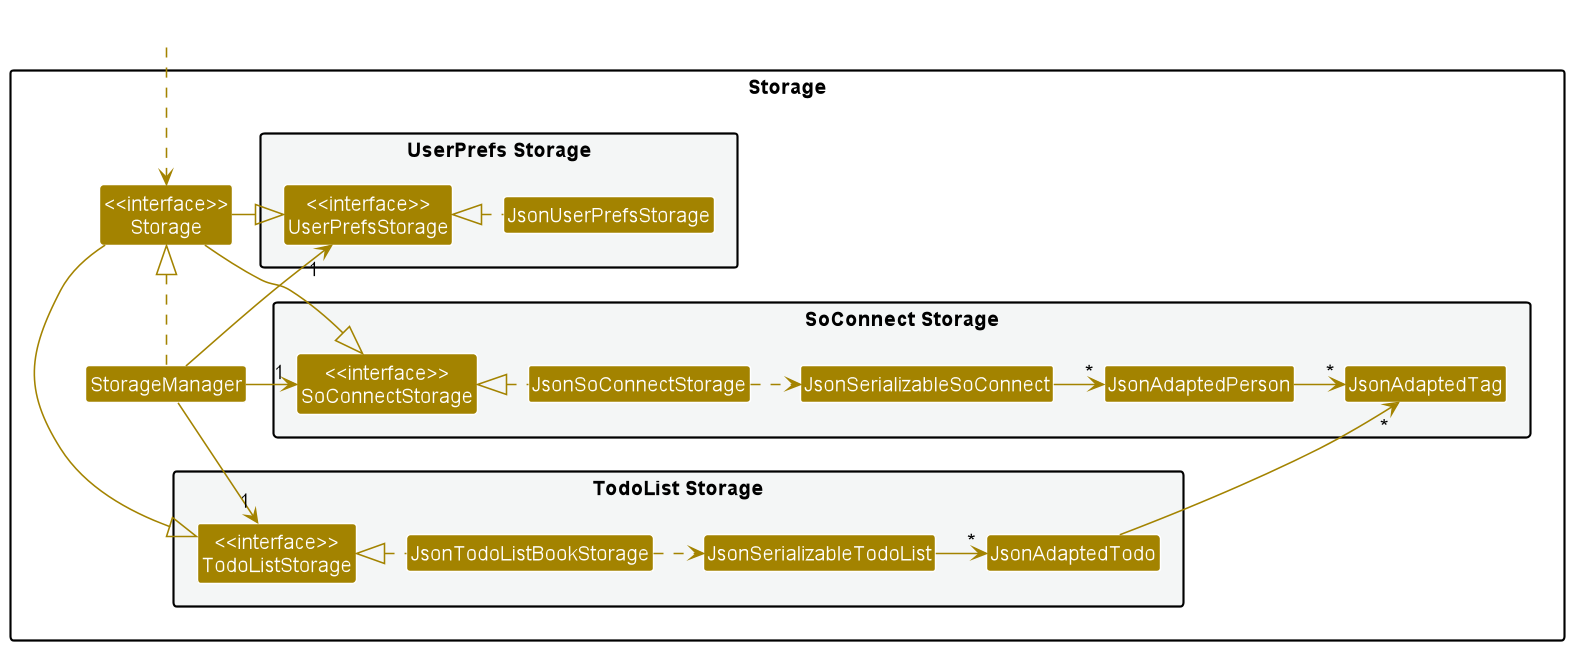 Storage
UserPrefs Storage
<<interface>>
Storage
<<interface>>
UserPrefsStorage
JsonUserPrefsStorage
1
SoConnect Storage
StorageManager
1
<<interface>>
SoConnectStorage
JsonSoConnectStorage
JsonSerializableSoConnect
*
JsonAdaptedPerson
*
JsonAdaptedTag
*
TodoList Storage
1
<<interface>>
TodoListStorage
JsonTodoListBookStorage
JsonSerializableTodoList
*
JsonAdaptedTodo